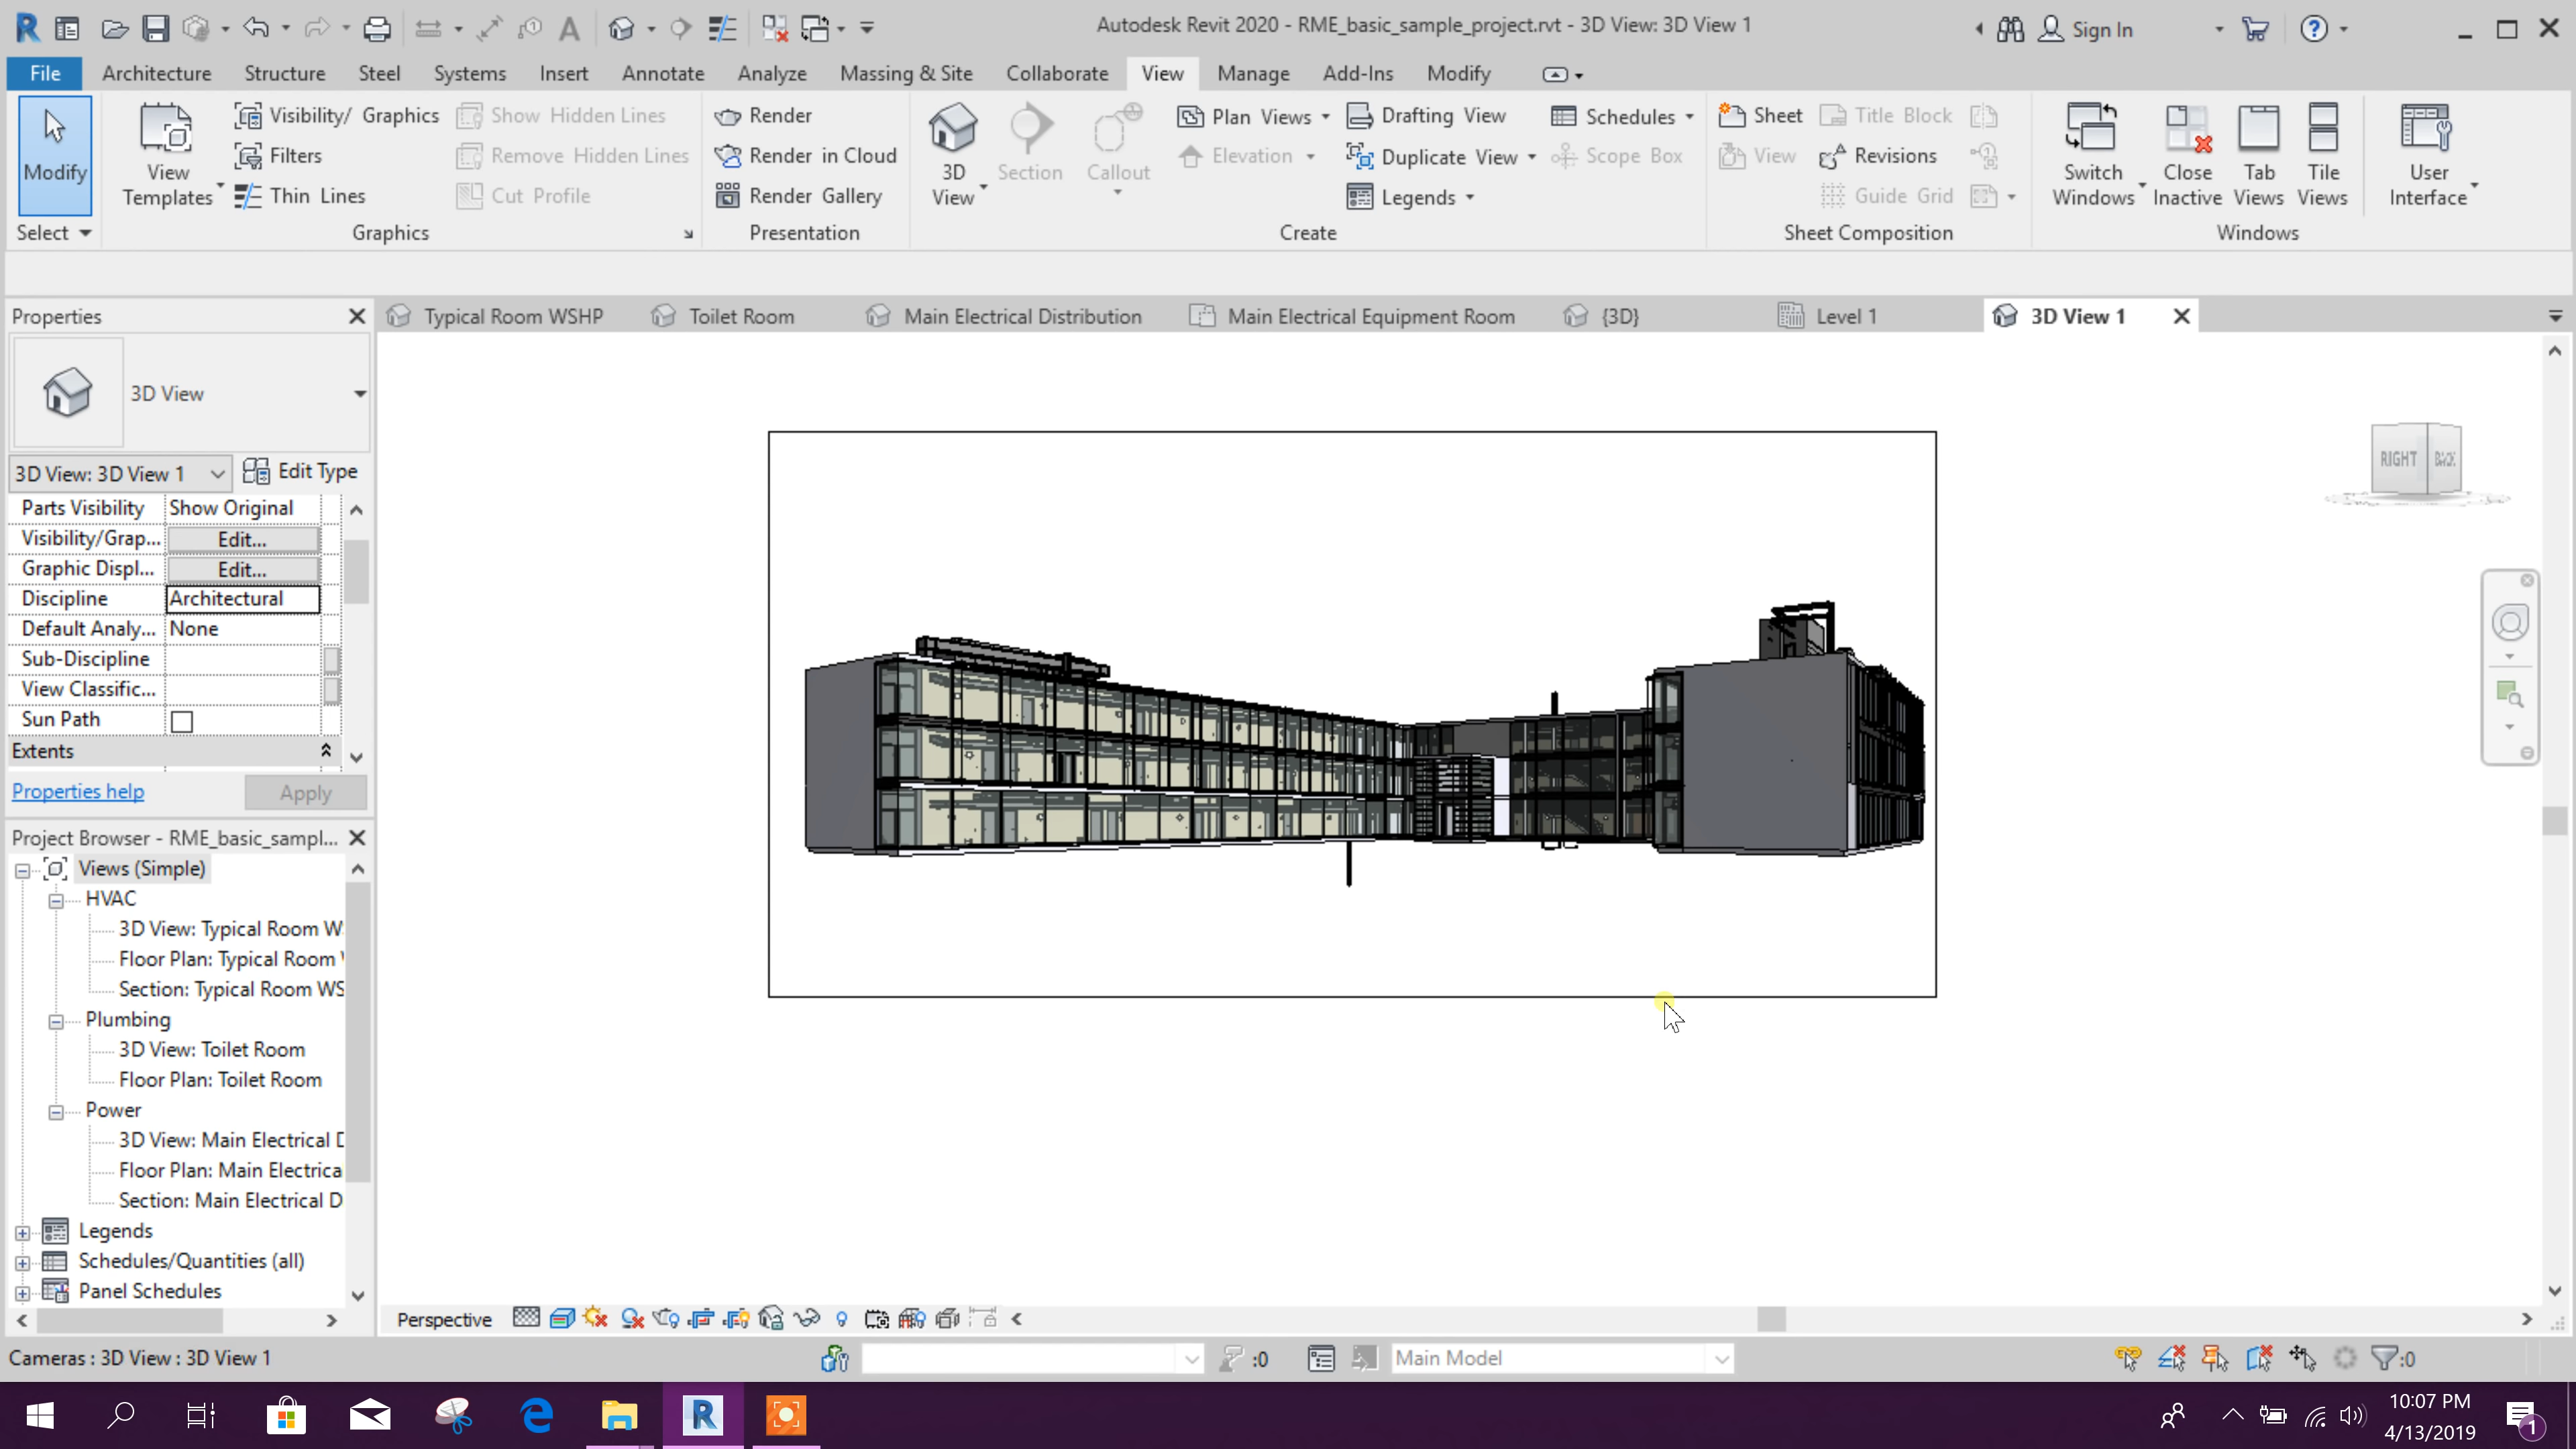 Autodesk Revit 2020 - RME_basic_sample_project.rvt - 3D View: 3D View 1
Sign In
File Architecture Structure Steel Systems Insert Annotate Analyze Massing & Site Collaborate View Manage Add-Ins Modify
Modify
Select
View Templates
Visibility/ Graphics
Filters
Thin Lines
Show Hidden Lines
Remove Hidden Lines
Cut Profile
Graphics
Render
Render in Cloud
Render Gallery
Presentation
3D View
Section
Callout
Plan Views
Elevation
Drafting View
Duplicate View
Legends
Schedules
Scope Box
Create
Sheet
View
Title Block
Revisions
Guide Grid
Sheet Composition
Switch Windows
Close Inactive
Tab Views
Tile Views
User Interface
Windows
Properties
Typical Room WSHP
Toilet Room
Main Electrical Distribution
Main Electrical Equipment Room
{3D}
Level 1
3D View 1
3D View
3D View: 3D View 1
Edit Type
Parts Visibility Show Original
Visibility/Grap... Edit...
Graphic Displ... Edit...
Discipline Architectural
Default Analy... None
Sub-Discipline
View Classific...
Sun Path
Extents
Properties help
Apply
RIGHT
BACK
Project Browser - RME_basic_sampl...
Views (Simple)
HVAC
3D View: Typical Room W
Floor Plan: Typical Room
Section: Typical Room WS
Plumbing
3D View: Toilet Room
Floor Plan: Toilet Room
Power
3D View: Main Electrical D
Floor Plan: Main Electrica
Section: Main Electrical D
Legends
Schedules/Quantities (all)
Panel Schedules
Perspective
Cameras : 3D View : 3D View 1
:0
Main Model
:0
10:07 PM
4/13/2019
1